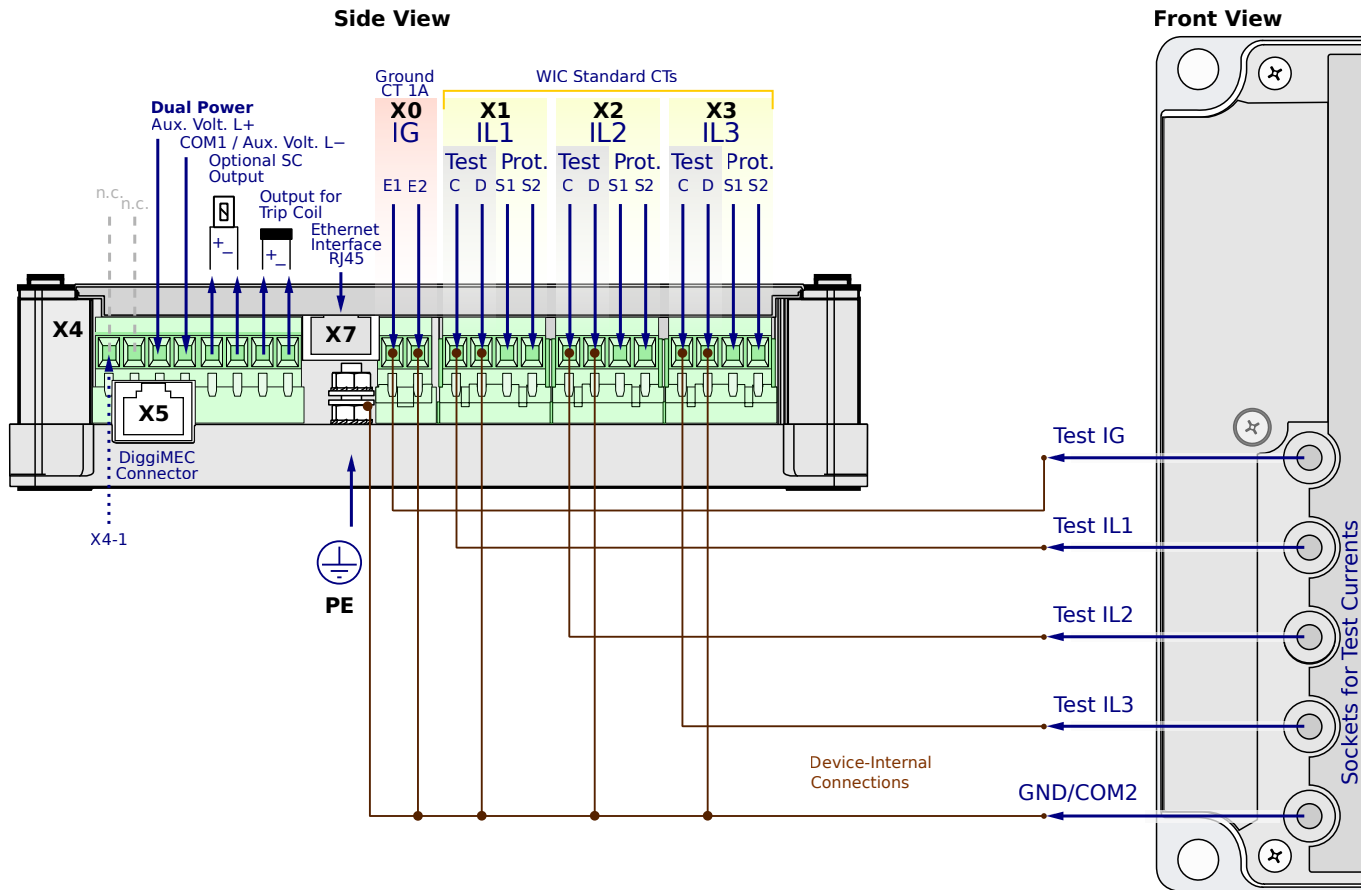 Side View
Front View
Ground
CT 1A
WIC Standard CTs
X0
IG
X1
IL1
X2
IL2
X3
IL3
Dual Power
Aux. Volt. L+
COM1 / Aux. Volt. L−
Optional SC
Output
Output for
Trip Coil
Ethernet
Interface
RJ45
n.c.
n.c.
Test Prot.
Test Prot.
Test Prot.
E1 E2
C D S1 S2
C D S1 S2
C D S1 S2
+ −
+ −
X4
X7
X5
DiggiMEC
Connector
X4-1
PE
Test IG
Test IL1
Test IL2
Test IL3
GND/COM2
Device-Internal
Connections
Sockets for Test Currents